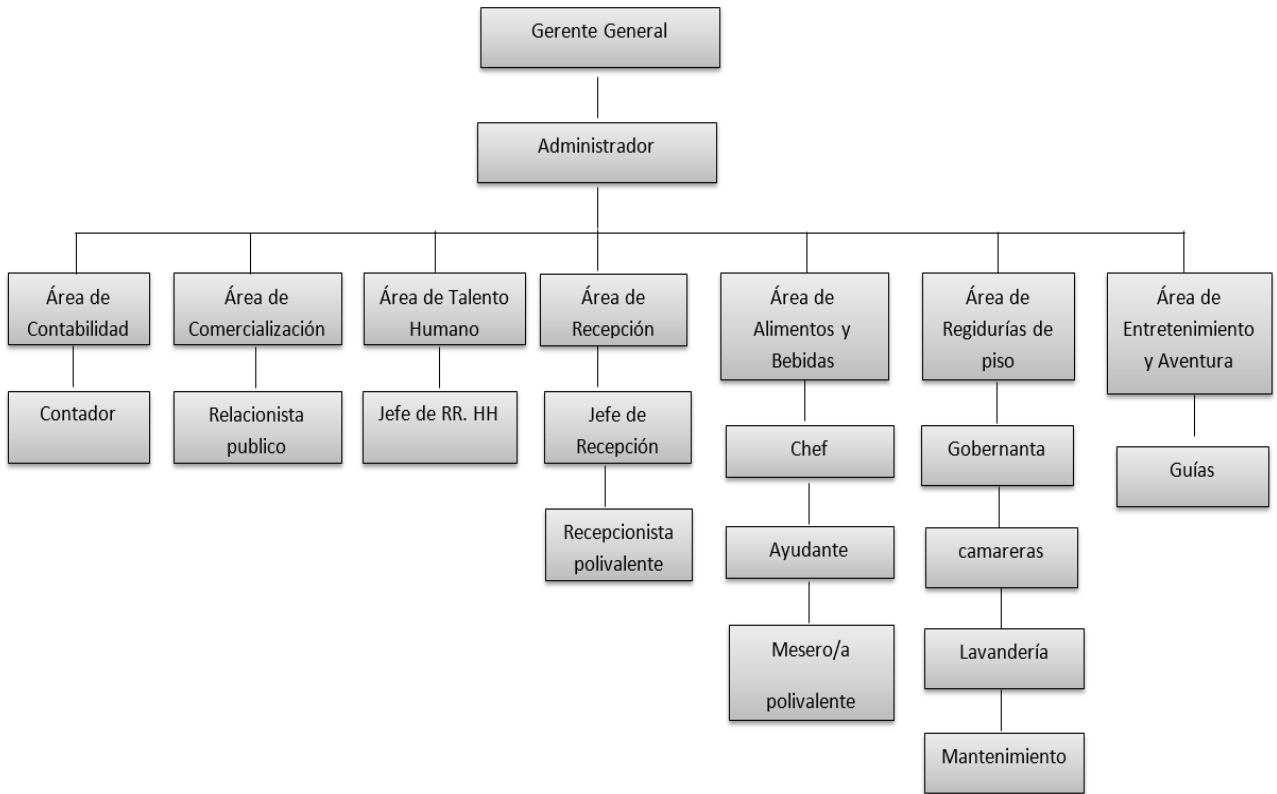 Gerente General
Administrador
Área de
Contabilidad
Área de
Comercialización
Área de Talento
Humano
Área de
Recepción
Área de
Alimentos y
Bebidas
Área de
Regidurías de
piso
Área de
Entretenimiento
y Aventura
Contador
Relacionista
publico
Jefe de RR. HH
Jefe de
Recepción
Chef
Gobernanta
Guías
Recepcionista
polivalente
Ayudante
camareras
Mesero/a
polivalente
Lavandería
Mantenimiento